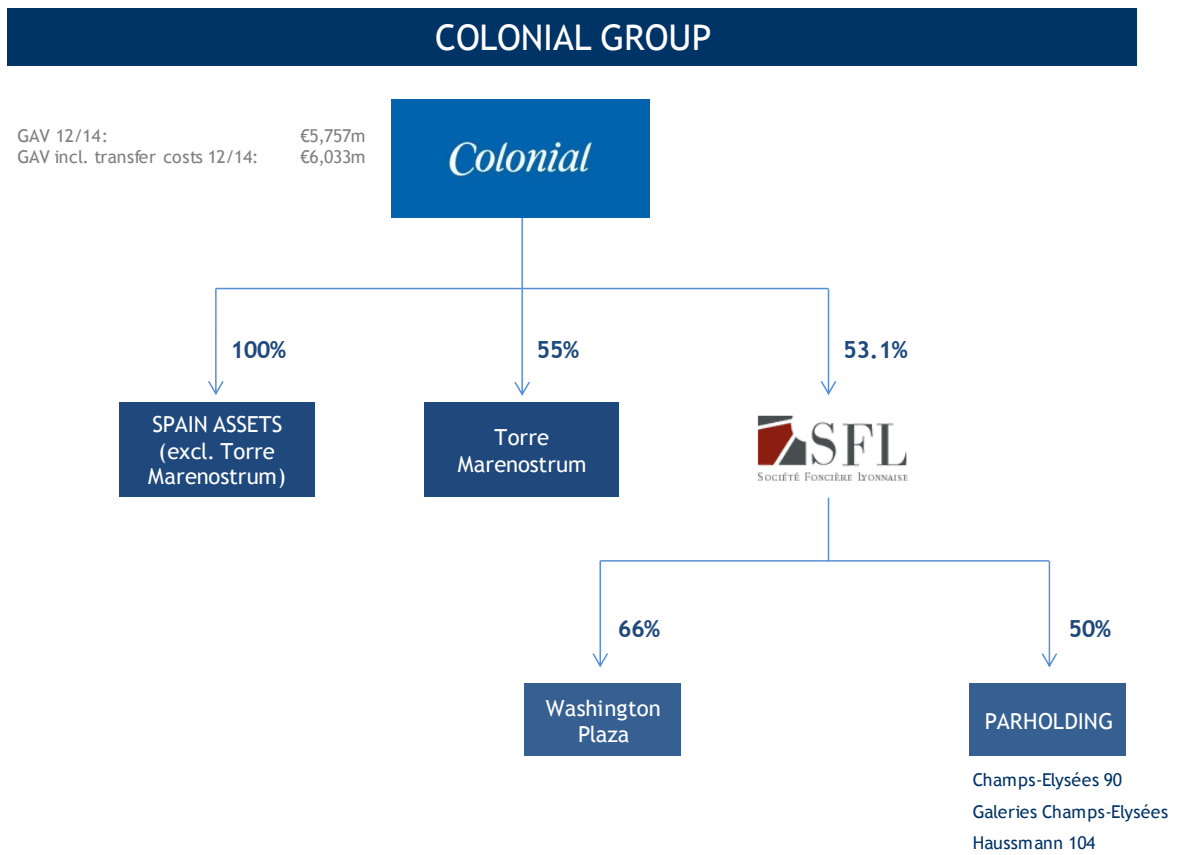 COLONIAL GROUP
GAV 12/14: €5,757m
GAV incl. transfer costs 12/14: €6,033m
Colonial
100%
55%
53.1%
SPAIN ASSETS
(excl. Torre
Marenostrum)
Torre
Marenostrum
SFL
SOCIÉTÉ FONCIÈRE LYONNAISE
66%
50%
Washington
Plaza
PARHOLDING
Champs-Elysées 90
Galeries Champs-Elysées
Haussmann 104